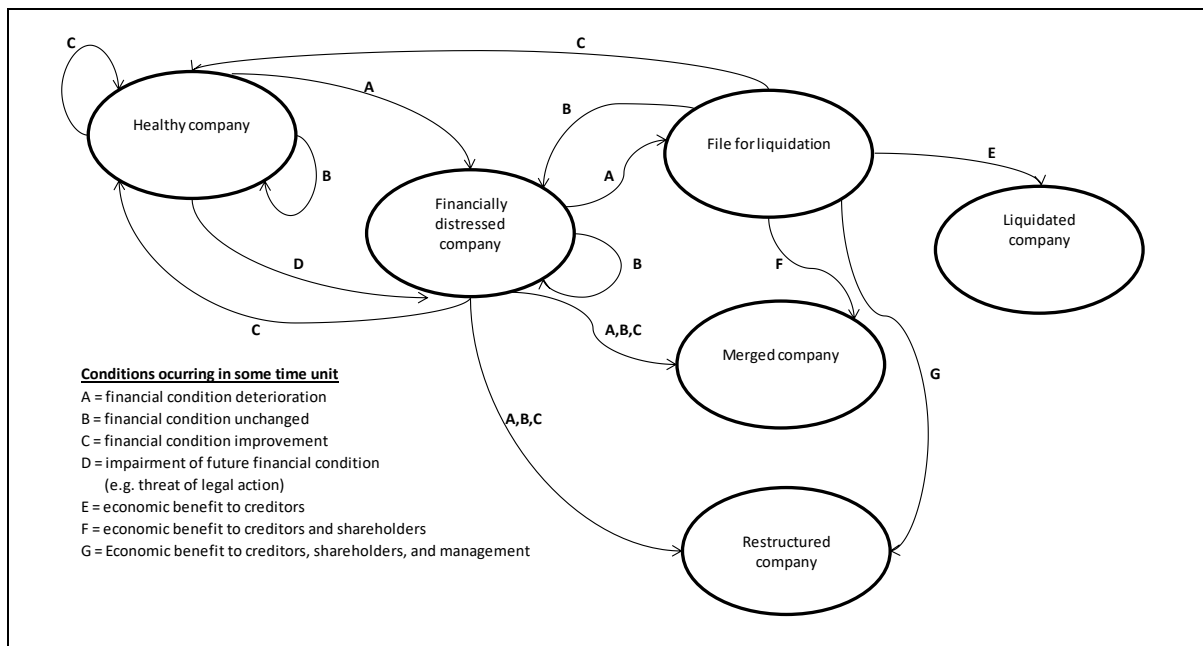 C
C
A
B
Healthy company
File for liquidation
A
E
B
Financially
distressed
company
Liquidated
company
D
B
F
C
A,B,C
Merged company
G
Conditions ocurring in some time unit
A = financial condition deterioration
B = financial condition unchanged
C = financial condition improvement
D = impairment of future financial condition
(e.g. threat of legal action)
E = economic benefit to creditors
F = economic benefit to creditors and shareholders
G = Economic benefit to creditors, shareholders, and management
A,B,C
Restructured
company